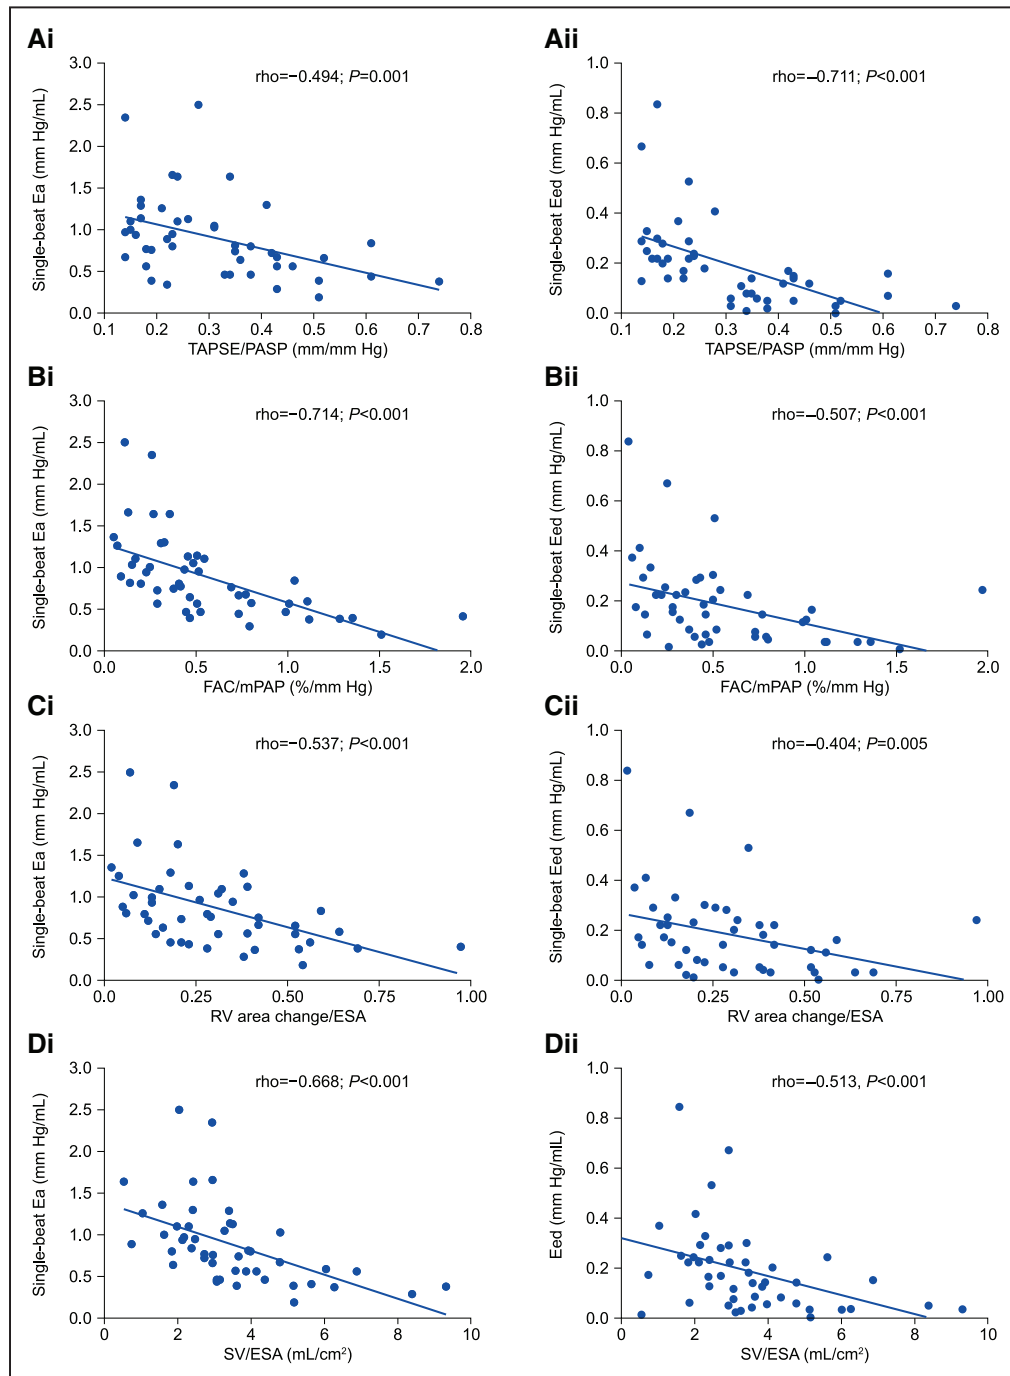 Ai
Aii
rho=−0.494; P=0.001
rho=−0.711; P<0.001
Single-beat Ea (mm Hg/mL)
3.0
2.5
2.0
1.5
1.0
0.5
0.0
0.1 0.2 0.3 0.4 0.5 0.6 0.7 0.8
TAPSE/PASP (mm/mm Hg)
Single-beat Eed (mm Hg/mL)
1.0
0.8
0.6
0.4
0.2
0.0
0.1 0.2 0.3 0.4 0.5 0.6 0.7 0.8
TAPSE/PASP (mm/mm Hg)
Bi
Bii
rho=−0.714; P<0.001
rho=−0.507; P<0.001
Single-beat Ea (mm Hg/mL)
3.0
2.5
2.0
1.5
1.0
0.5
0.0
0.0 0.5 1.0 1.5 2.0
FAC/mPAP (%/mm Hg)
Single-beat Eed (mm Hg/mL)
1.0
0.8
0.6
0.4
0.2
0.0
0.0 0.5 1.0 1.5 2.0
FAC/mPAP (%/mm Hg)
Ci
Cii
rho=−0.537; P<0.001
rho=−0.404; P=0.005
Single-beat Ea (mm Hg/mL)
3.0
2.5
2.0
1.5
1.0
0.5
0.0
0.0 0.25 0.50 0.75 1.00
RV area change/ESA
Single-beat Eed (mm Hg/mL)
1.0
0.8
0.6
0.4
0.2
0.0
0.0 0.25 0.50 0.75 1.00
RV area change/ESA
Di
Dii
rho=−0.668; P<0.001
rho=−0.513, P<0.001
Single-beat Ea (mm Hg/mL)
3.0
2.5
2.0
1.5
1.0
0.5
0.0
0 2 4 6 8 10
SV/ESA (mL/cm²)
Eed (mm Hg/mlL)
1.0
0.8
0.6
0.4
0.2
0.0
0 2 4 6 8 10
SV/ESA (mL/cm²)